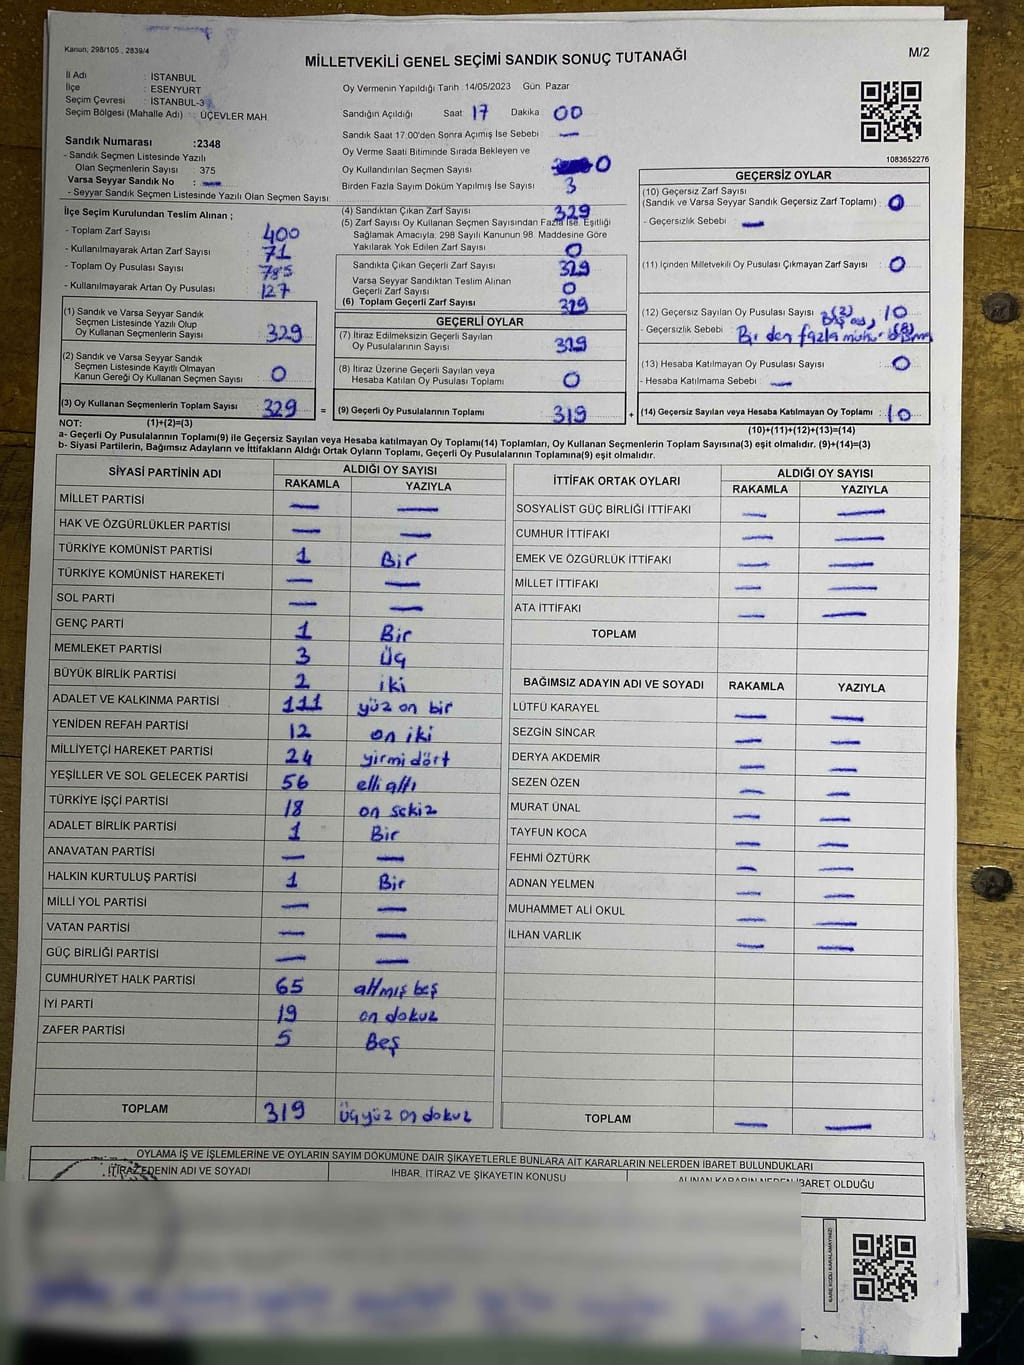 Kanun; 298/105 , 2839/4
MİLLETVEKİLİ GENEL SEÇİMİ SANDIK SONUÇ TUTANAĞI
M/2
İl Adı : İSTANBUL
İlçe : ESENYURT
Seçim Çevresi : İSTANBUL-3
Seçim Bölgesi (Mahalle Adı) : ÜÇEVLER MAH.
Sandık Numarası :2348
- Sandık Seçmen Listesinde Yazılı
Olan Seçmenlerin Sayısı : 375
Varsa Seyyar Sandık No : —
- Seyyar Sandık Seçmen Listesinde Yazılı Olan Seçmen Sayısı:
Oy Vermenin Yapıldığı Tarih :14/05/2023 Gün: Pazar
Sandığın Açıldığı Saat 17 Dakika 00
Sandık Saat 17.00'den Sonra Açımış İse Sebebi —
Oy Verme Saati Bitiminde Sırada Bekleyen ve
Oy Kullandırılan Seçmen Sayısı 0
Birden Fazla Sayım Döküm Yapılmış İse Sayısı 3
1083652276
İlçe Seçim Kurulundan Teslim Alınan ;
- Toplam Zarf Sayısı : 400
- Kullanılmayarak Artan Zarf Sayısı : 71
- Toplam Oy Pusulası Sayısı : 785
- Kullanılmayarak Artan Oy Pusulası : 127
(1) Sandık ve Varsa Seyyar Sandık
Seçmen Listesinde Yazılı Olup
Oy Kullanan Seçmenlerin Sayısı : 329
(2) Sandık ve Varsa Seyyar Sandık
Seçmen Listesinde Kayıtlı Olmayan
Kanun Gereği Oy Kullanan Seçmen Sayısı : 0
(3) Oy Kullanan Seçmenlerin Toplam Sayısı 329 =
(4) Sandıktan Çıkan Zarf Sayısı 329
(5) Zarf Sayısı Oy Kullanan Seçmen Sayısından Fazla İse; Eşitliği
Sağlamak Amacıyla, 298 Sayılı Kanunun 98. Maddesine Göre
Yakılarak Yok Edilen Zarf Sayısı : 0
Sandıkta Çıkan Geçerli Zarf Sayısı 329
Varsa Seyyar Sandıktan Teslim Alınan
Geçerli Zarf Sayısı 0
(6) Toplam Geçerli Zarf Sayısı 329
GEÇERLİ OYLAR
(7) İtiraz Edilmeksizin Geçerli Sayılan
Oy Pusulalarının Sayısı : 319
(8) İtiraz Üzerine Geçerli Sayılan veya
Hesaba Katılan Oy Pusulası Toplamı 0
(9) Geçerli Oy Pusulalarının Toplamı 319 +
GEÇERSİZ OYLAR
(10) Geçersiz Zarf Sayısı
(Sandık ve Varsa Seyyar Sandık Geçersiz Zarf Toplamı) : 0
- Geçersizlik Sebebi : —
(11) İçinden Milletvekili Oy Pusulası Çıkmayan Zarf Sayısı : 0
(12) Geçersiz Sayılan Oy Pusulası Sayısı 10
- Geçersizlik Sebebi : Birden fazla
(13) Hesaba Katılmayan Oy Pusulası Sayısı : 0
- Hesaba Katılmama Sebebi : —
(14) Geçersiz Sayılan veya Hesaba Katılmayan Oy Toplamı : 10
NOT: (1)+(2)=(3)
(10)+(11)+(12)+(13)=(14)
a- Geçerli Oy Pusulalarının Toplamı(9) ile Geçersiz Sayılan veya Hesaba katılmayan Oy Toplamı(14) Toplamları, Oy Kullanan Seçmenlerin Toplam Sayısına(3) eşit olmalıdır. (9)+(14)=(3)
b- Siyasi Partilerin, Bağımsız Adayların ve İttifakların Aldığı Ortak Oyların Toplamı, Geçerli Oy Pusulalarının Toplamına(9) eşit olmalıdır.
SİYASİ PARTİNİN ADI ALDIĞI OY SAYISI
RAKAMLA YAZIYLA
MİLLET PARTİSİ — —
HAK VE ÖZGÜRLÜKLER PARTİSİ — —
TÜRKİYE KOMÜNİST PARTİSİ 1 Bir
TÜRKİYE KOMÜNİST HAREKETİ — —
SOL PARTİ — —
GENÇ PARTİ 1 Bir
MEMLEKET PARTİSİ 3 üç
BÜYÜK BİRLİK PARTİSİ 2 iki
ADALET VE KALKINMA PARTİSİ 111 yüz on bir
YENİDEN REFAH PARTİSİ 12 on iki
MİLLİYETÇİ HAREKET PARTİSİ 24 yirmi dört
YEŞİLLER VE SOL GELECEK PARTİSİ 56 elli altı
TÜRKİYE İŞÇİ PARTİSİ 18 on sekiz
ADALET BİRLİK PARTİSİ 1 Bir
ANAVATAN PARTİSİ — —
HALKIN KURTULUŞ PARTİSİ 1 Bir
MİLLİ YOL PARTİSİ — —
VATAN PARTİSİ — —
GÜÇ BİRLİĞİ PARTİSİ — —
CUMHURİYET HALK PARTİSİ 65 altmış beş
İYİ PARTİ 19 on dokuz
ZAFER PARTİSİ 5 Beş
TOPLAM 319 üçyüz on dokuz
İTTİFAK ORTAK OYLARI ALDIĞI OY SAYISI
RAKAMLA YAZIYLA
SOSYALİST GÜÇ BİRLİĞİ İTTİFAKI — —
CUMHUR İTTİFAKI — —
EMEK VE ÖZGÜRLÜK İTTİFAKI — —
MİLLET İTTİFAKI — —
ATA İTTİFAKI — —
TOPLAM
BAĞIMSIZ ADAYIN ADI VE SOYADI RAKAMLA YAZIYLA
LÜTFÜ KARAYEL — —
SEZGİN SİNCAR — —
DERYA AKDEMİR — —
SEZEN ÖZEN — —
MURAT ÜNAL — —
TAYFUN KOCA — —
FEHMİ ÖZTÜRK — —
ADNAN YELMEN — —
MUHAMMET ALİ OKUL — —
İLHAN VARLIK — —
TOPLAM — —
OYLAMA İŞ VE İŞLEMLERİNE VE OYLARIN SAYIM DÖKÜMÜNE DAİR ŞİKAYETLERLE BUNLARA AİT KARARLARIN NELERDEN İBARET BULUNDUKLARI
İTİRAZ EDENİN ADI VE SOYADI İHBAR, İTİRAZ VE ŞİKAYETİN KONUSU ALINAN KARARIN NEDEN İBARET OLDUĞU
KARE KODU KARALAMAYINIZ!